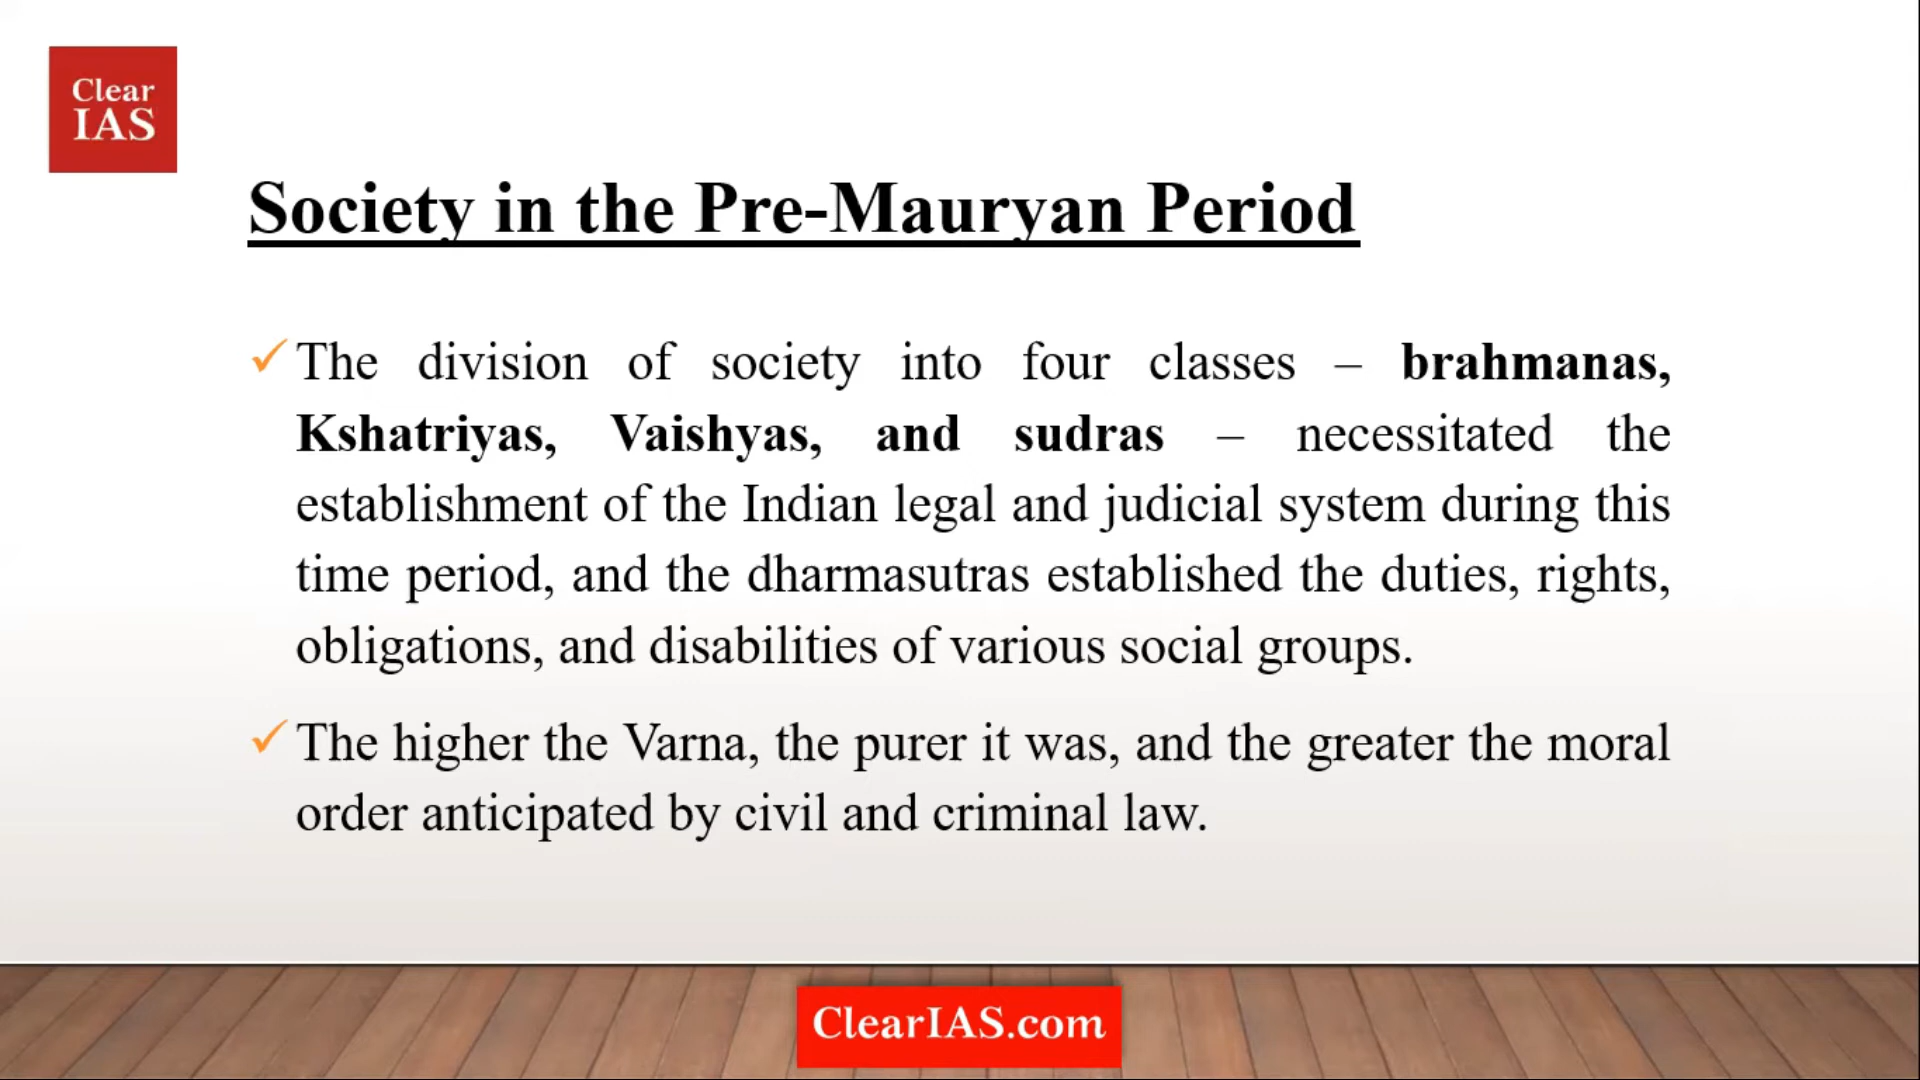 Clear
IAS
Society in the Pre-Mauryan Period
The division of society into four classes – brahmanas,
Kshatriyas, Vaishyas, and sudras – necessitated the
establishment of the Indian legal and judicial system during this
time period, and the dharmasutras established the duties, rights,
obligations, and disabilities of various social groups.
The higher the Varna, the purer it was, and the greater the moral
order anticipated by civil and criminal law.
ClearIAS.com